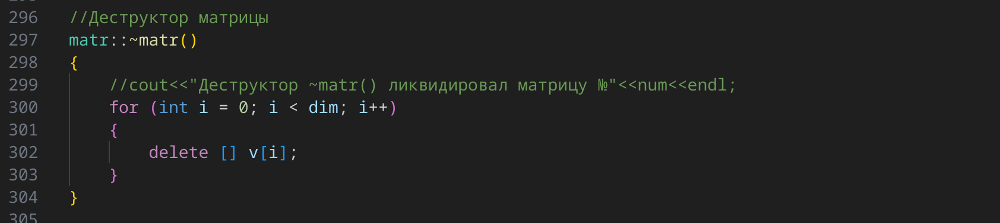 296 //Деструктор матрицы
297 matr::~matr()
298 {
299 //cout<<"Деструктор ~matr() ликвидировал матрицу №"<<num<<endl;
300 for (int i = 0; i < dim; i++)
301 {
302 delete [] v[i];
303 }
304 }
305